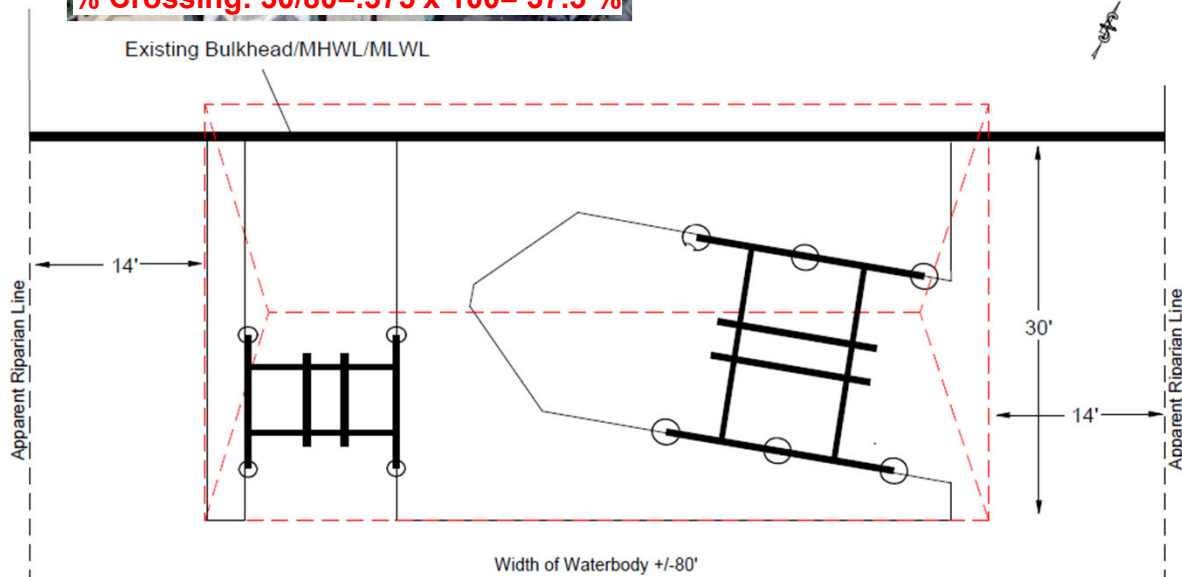 % Crossing: 30/80=.375 x 100= 37.5 %
Existing Bulkhead/MHWL/MLWL
14'
30'
14'
Apparent Riparian Line
Apparent Riparian Line
Width of Waterbody +/-80'